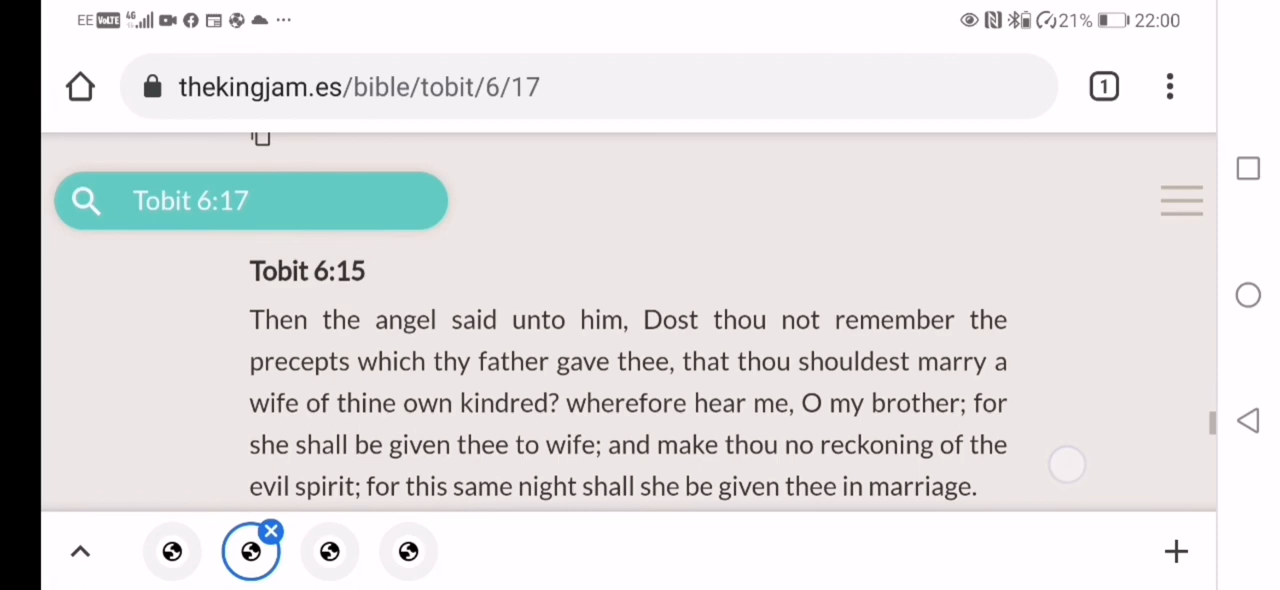 EE VoLTE 4G 21% 22:00
thekingjam.es/bible/tobit/6/17
1
Tobit 6:17
Tobit 6:15
Then the angel said unto him, Dost thou not remember the
precepts which thy father gave thee, that thou shouldest marry a
wife of thine own kindred? wherefore hear me, O my brother; for
she shall be given thee to wife; and make thou no reckoning of the
evil spirit; for this same night shall she be given thee in marriage.